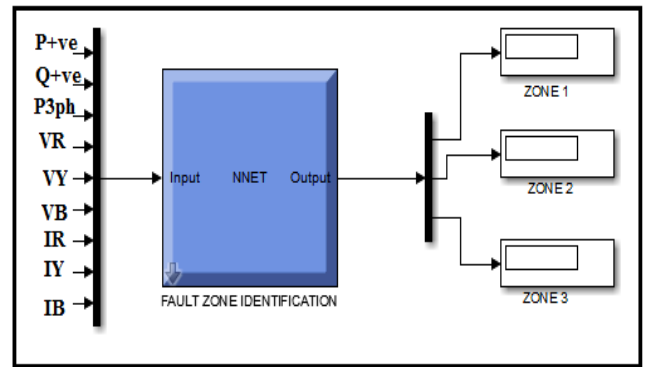 P+ve
Q+ve
P3ph
VR
VY
VB
IR
IY
IB
Input NNET Output
FAULT ZONE IDENTIFICATION
ZONE 1
ZONE 2
ZONE 3